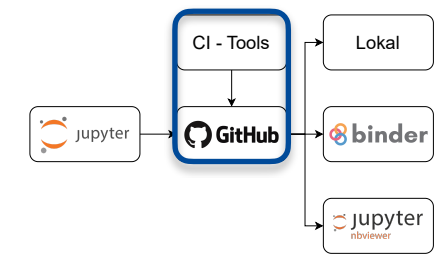 CI - Tools
Lokal
jupyter
GitHub
binder
jupyter
nbviewer